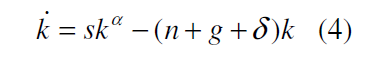 k̇ = sk^α − (n + g + δ)k (4)